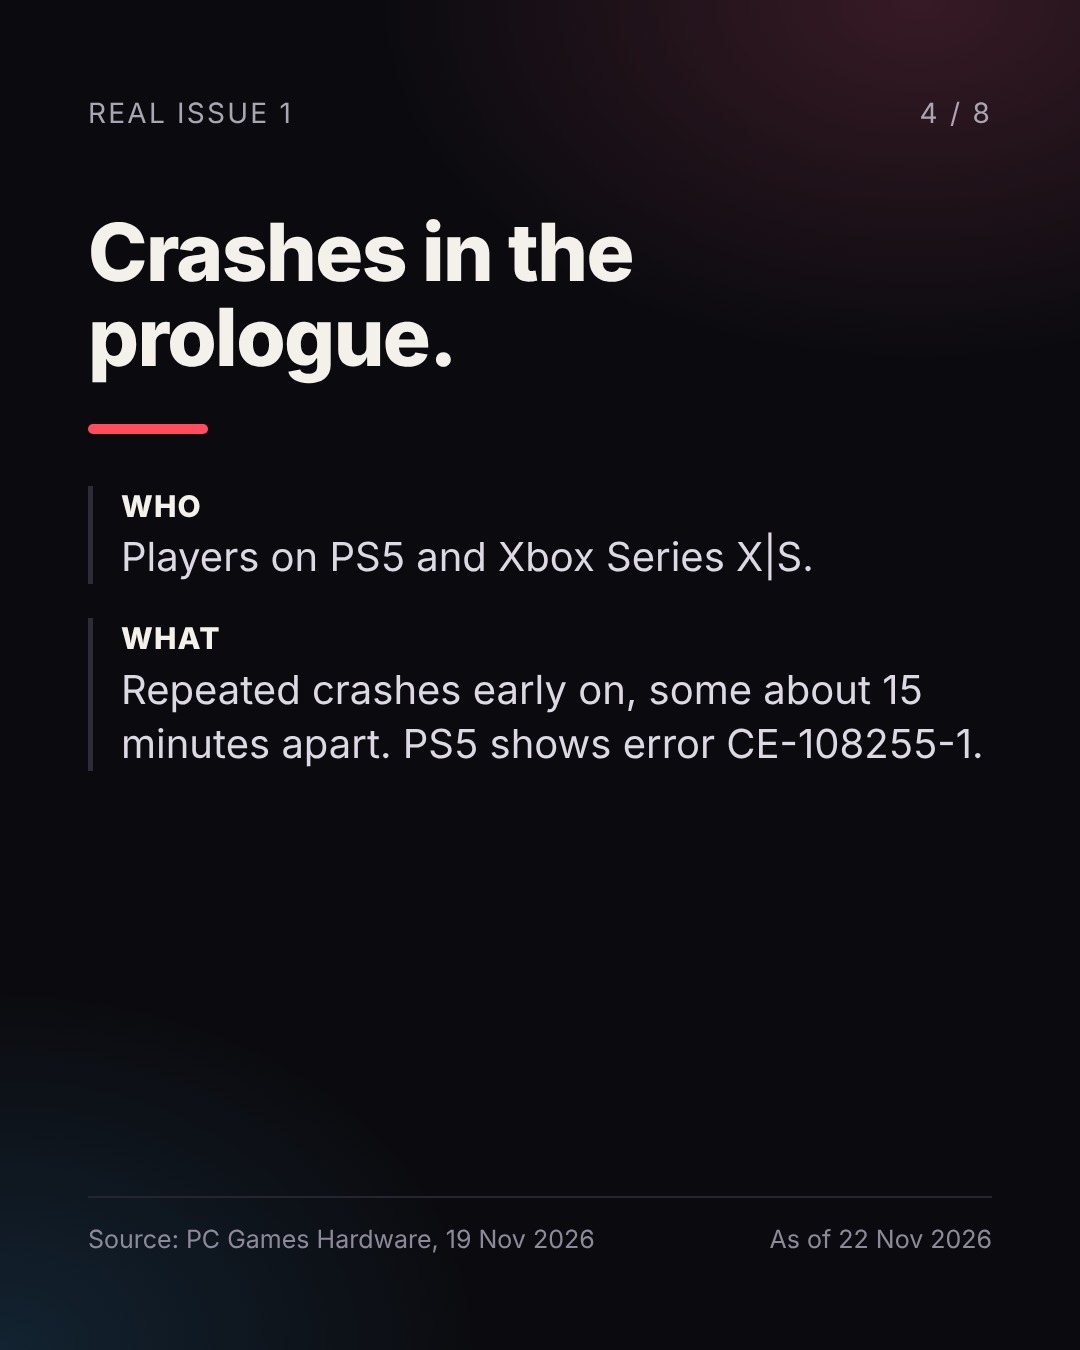 REAL ISSUE 1
4 / 8
Crashes in the
prologue.
WHO
Players on PS5 and Xbox Series X|S.
WHAT
Repeated crashes early on, some about 15
minutes apart. PS5 shows error CE-108255-1.
Source: PC Games Hardware, 19 Nov 2026
As of 22 Nov 2026